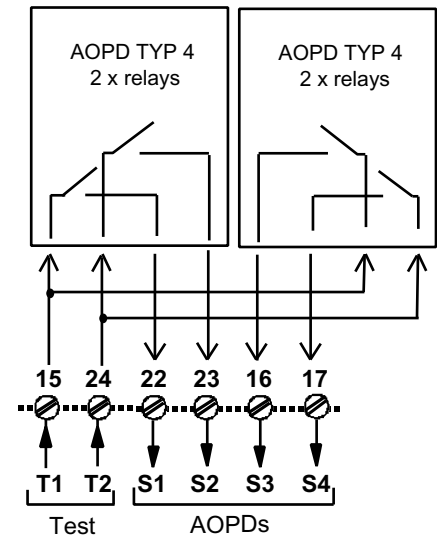 AOPD TYP 4
2 x relays
AOPD TYP 4
2 x relays
15 24 22 23 16 17
T1 T2 S1 S2 S3 S4
Test AOPDs